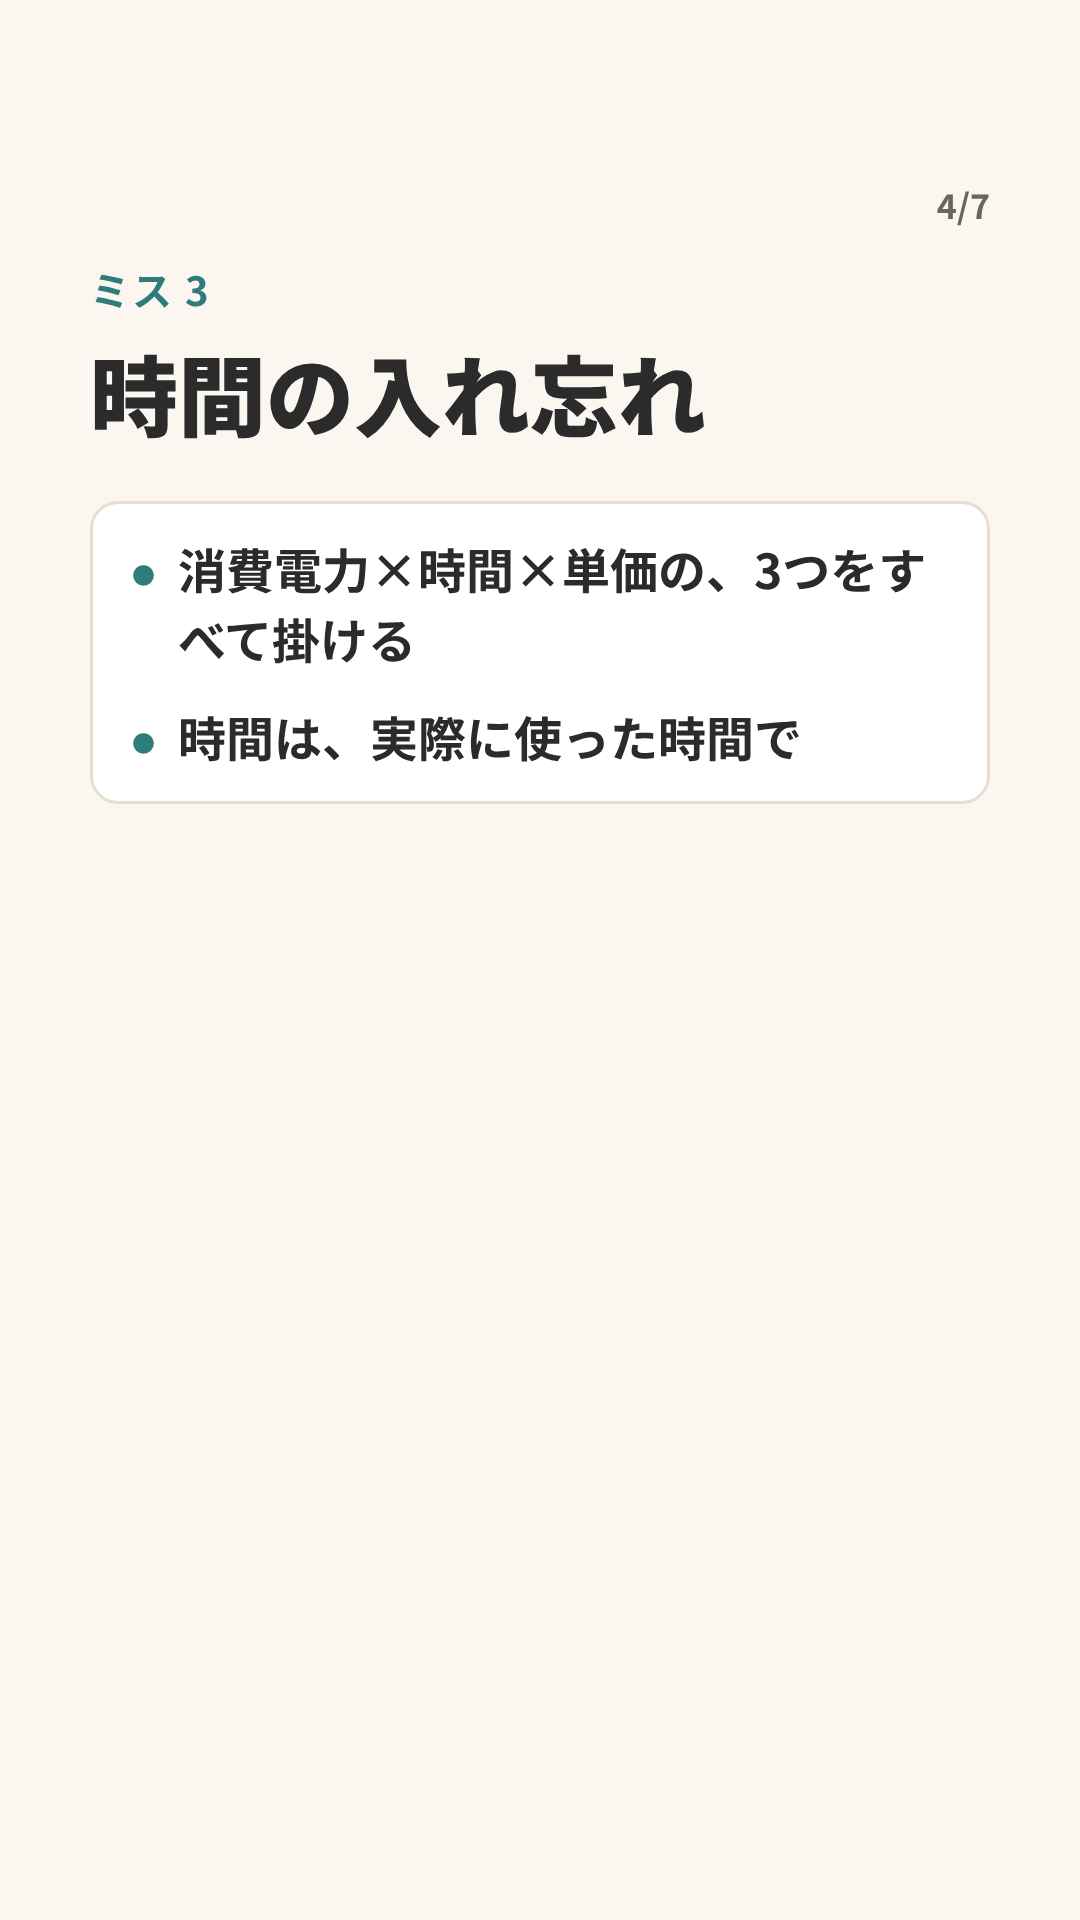 4/7
ミス 3
時間の入れ忘れ
● 消費電力×時間×単価の、3つをす
べて掛ける
● 時間は、実際に使った時間で